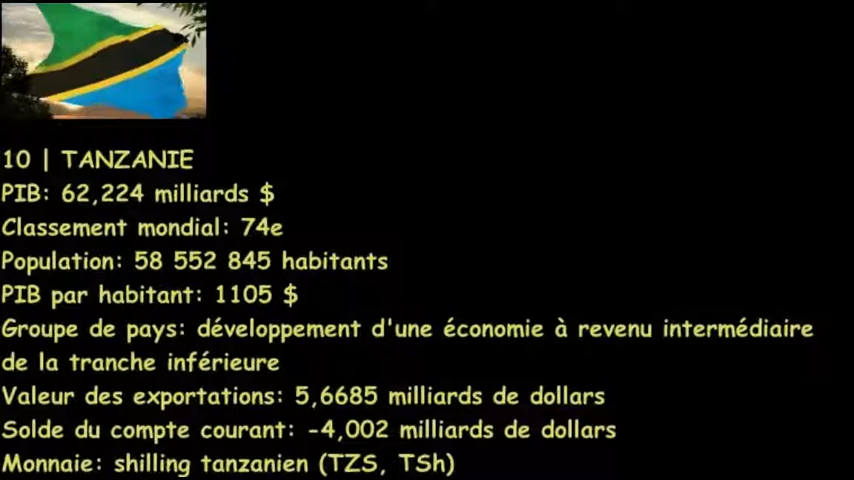 10 | TANZANIE
PIB: 62,224 milliards $
Classement mondial: 74e
Population: 58 552 845 habitants
PIB par habitant: 1105 $
Groupe de pays: développement d'une économie à revenu intermédiaire
de la tranche inférieure
Valeur des exportations: 5,6685 milliards de dollars
Solde du compte courant: -4,002 milliards de dollars
Monnaie: shilling tanzanien (TZS, TSh)